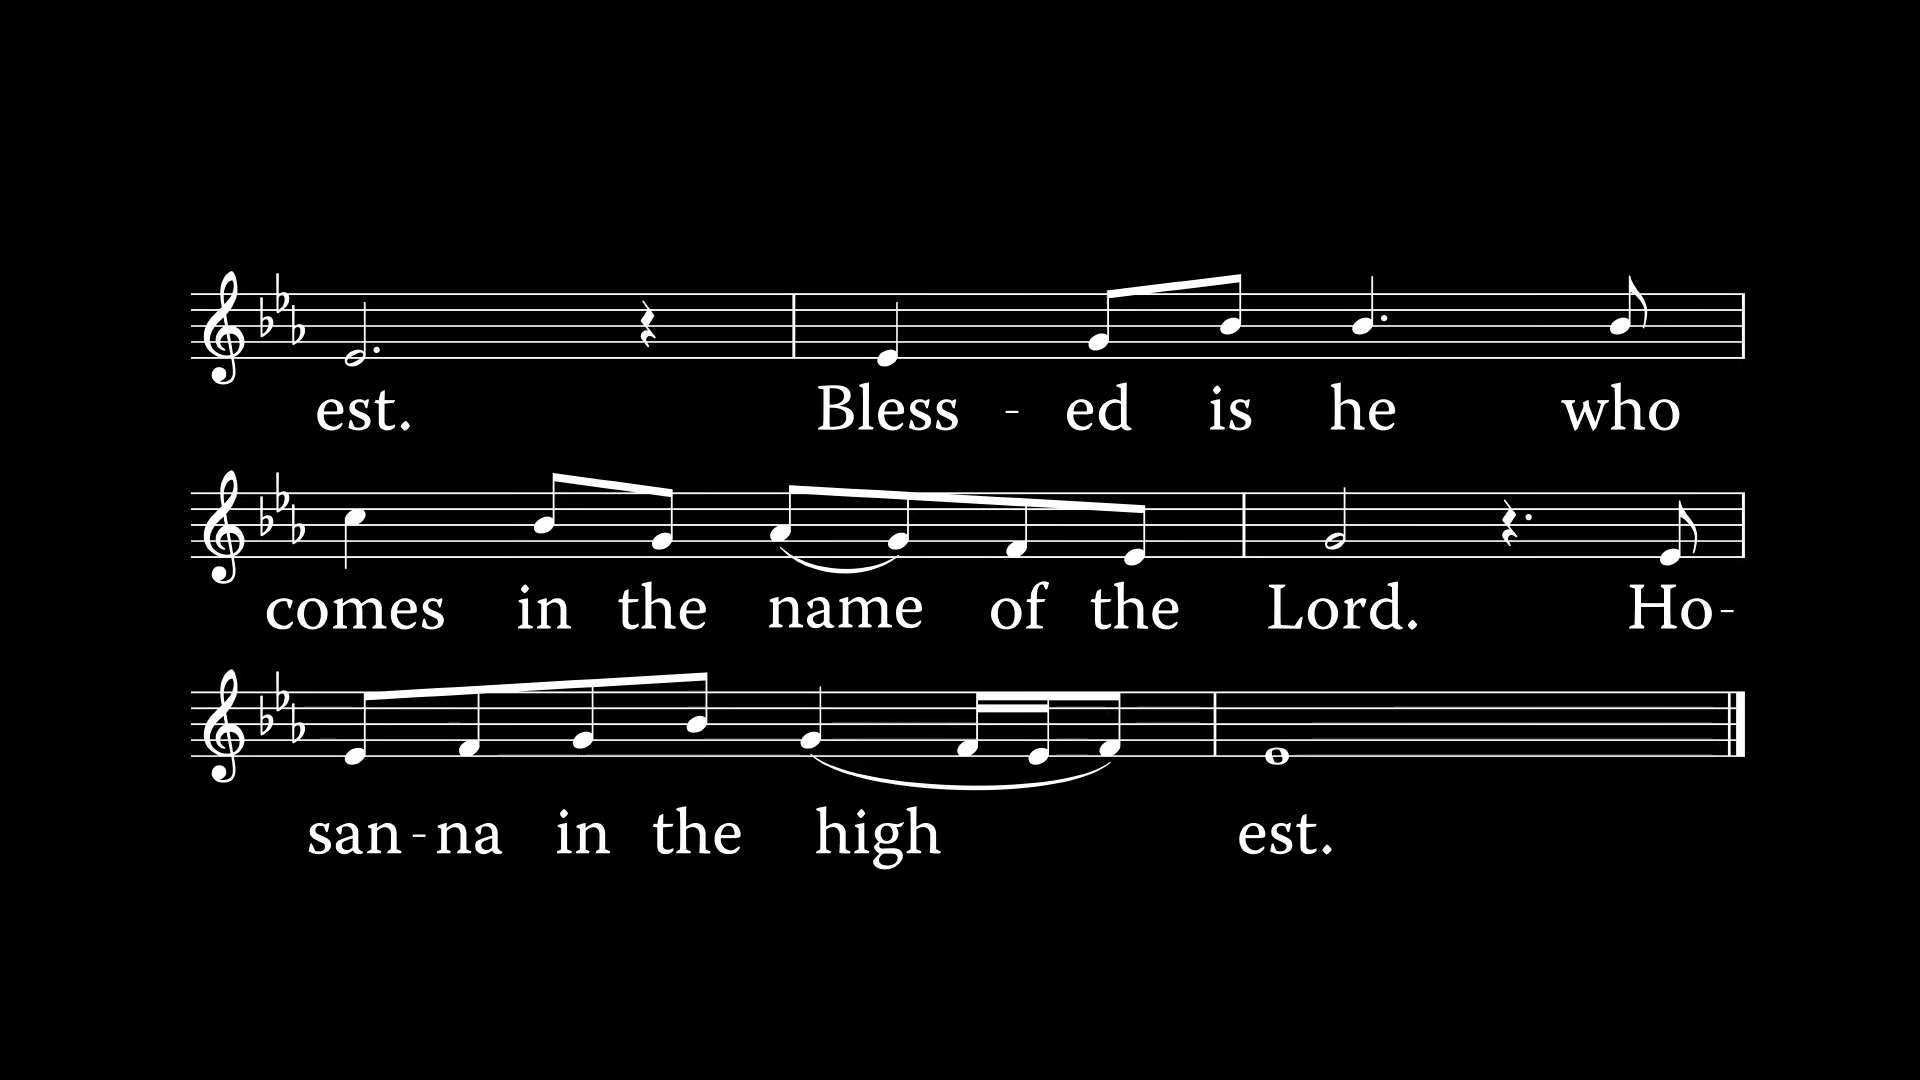 est. Bless - ed is he who
comes in the name of the Lord. Ho-
san-na in the high est.